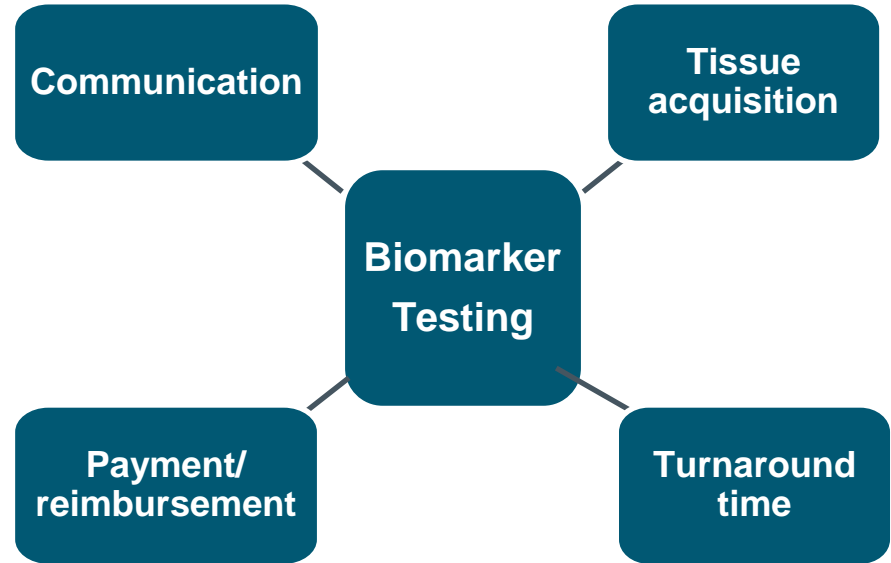 Communication
Tissue
acquisition
Biomarker
Testing
Payment/
reimbursement
Turnaround
time